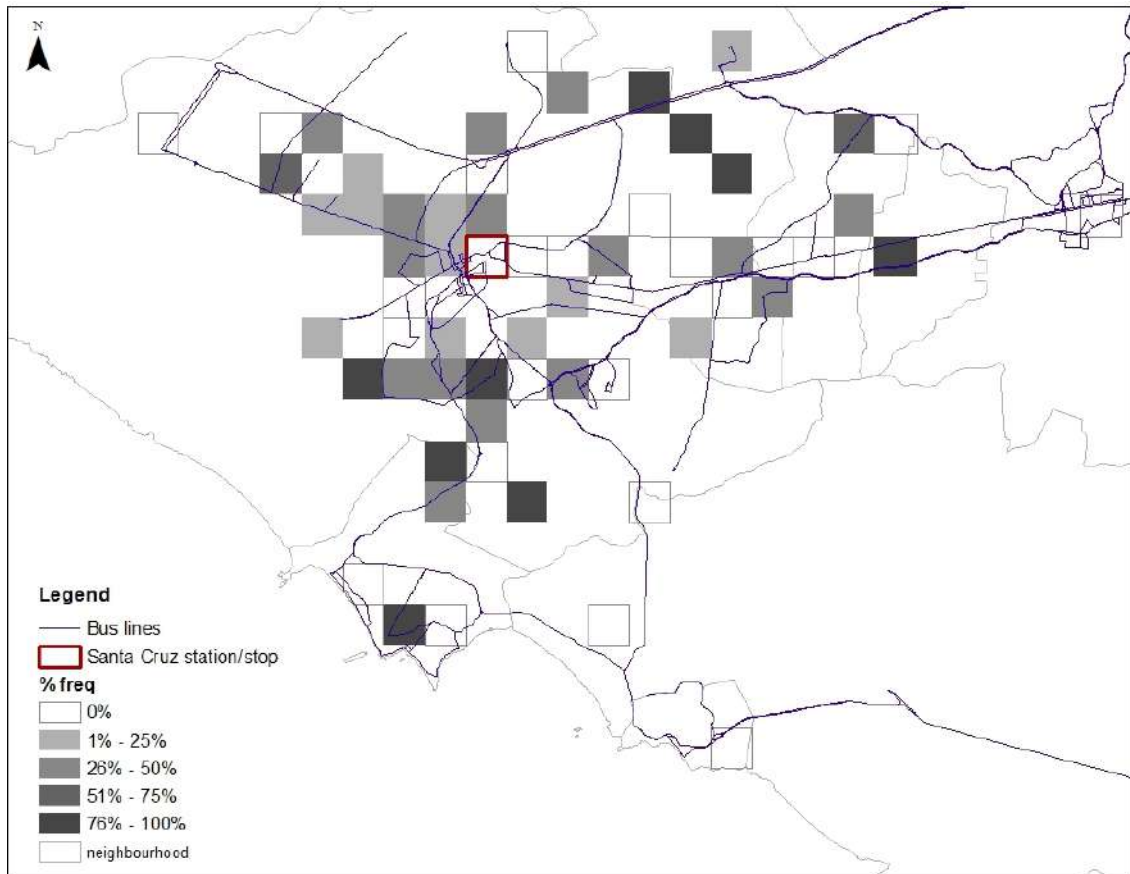 N
Legend
Bus lines
Santa Cruz station/stop
% freq
0%
1% - 25%
26% - 50%
51% - 75%
76% - 100%
neighbourhood